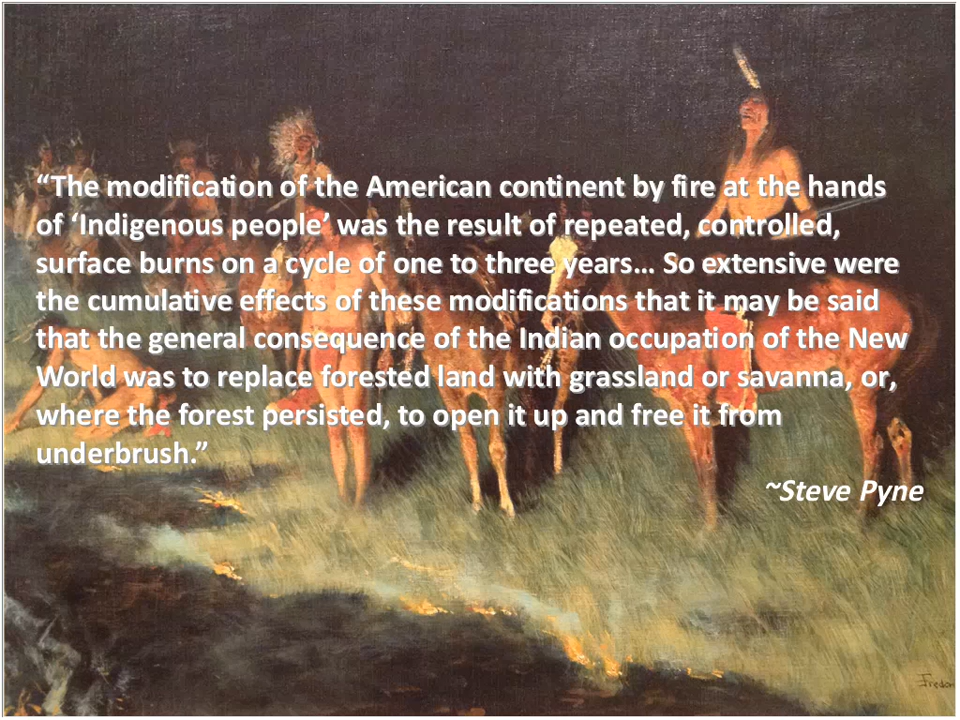 “The modification of the American continent by fire at the hands
of ‘Indigenous people’ was the result of repeated, controlled,
surface burns on a cycle of one to three years… So extensive were
the cumulative effects of these modifications that it may be said
that the general consequence of the Indian occupation of the New
World was to replace forested land with grassland or savanna, or,
where the forest persisted, to open it up and free it from
underbrush.”
~Steve Pyne